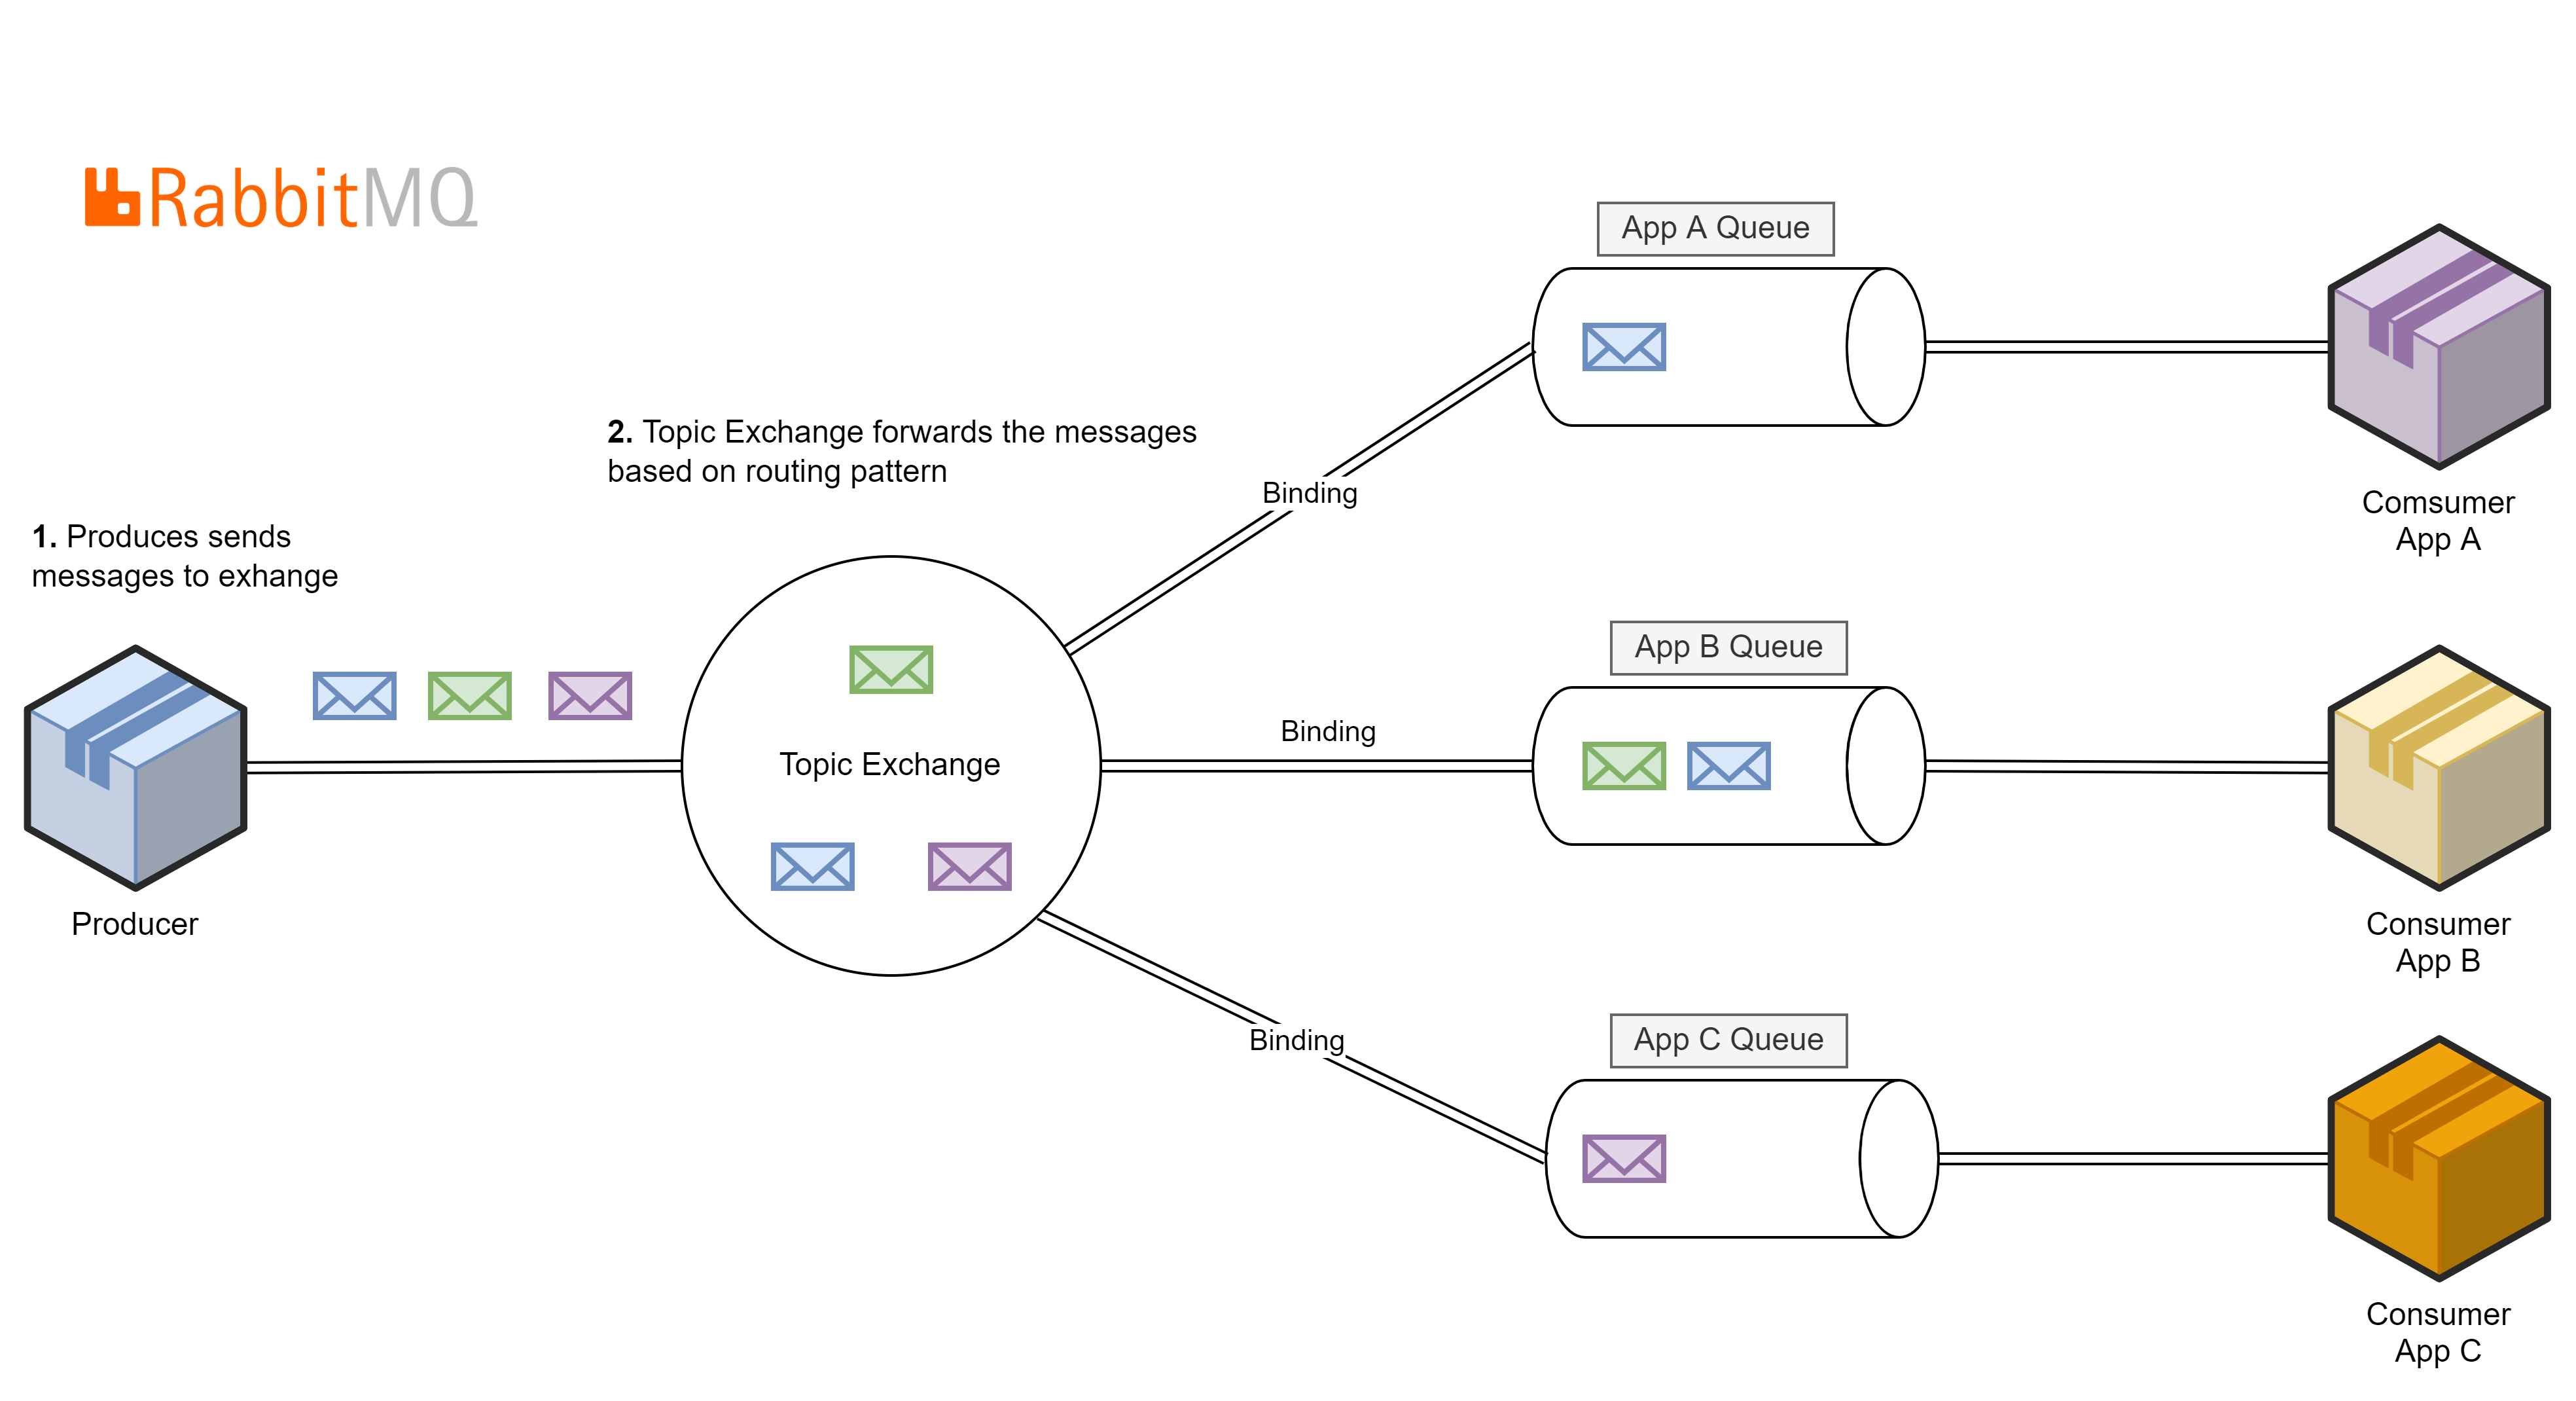 RabbitMQ
App A Queue
2. Topic Exchange forwards the messages
based on routing pattern
Binding
Comsumer
App A
1. Produces sends
messages to exhange
App B Queue
Binding
Topic Exchange
Producer
Consumer
App B
Binding
App C Queue
Consumer
App C